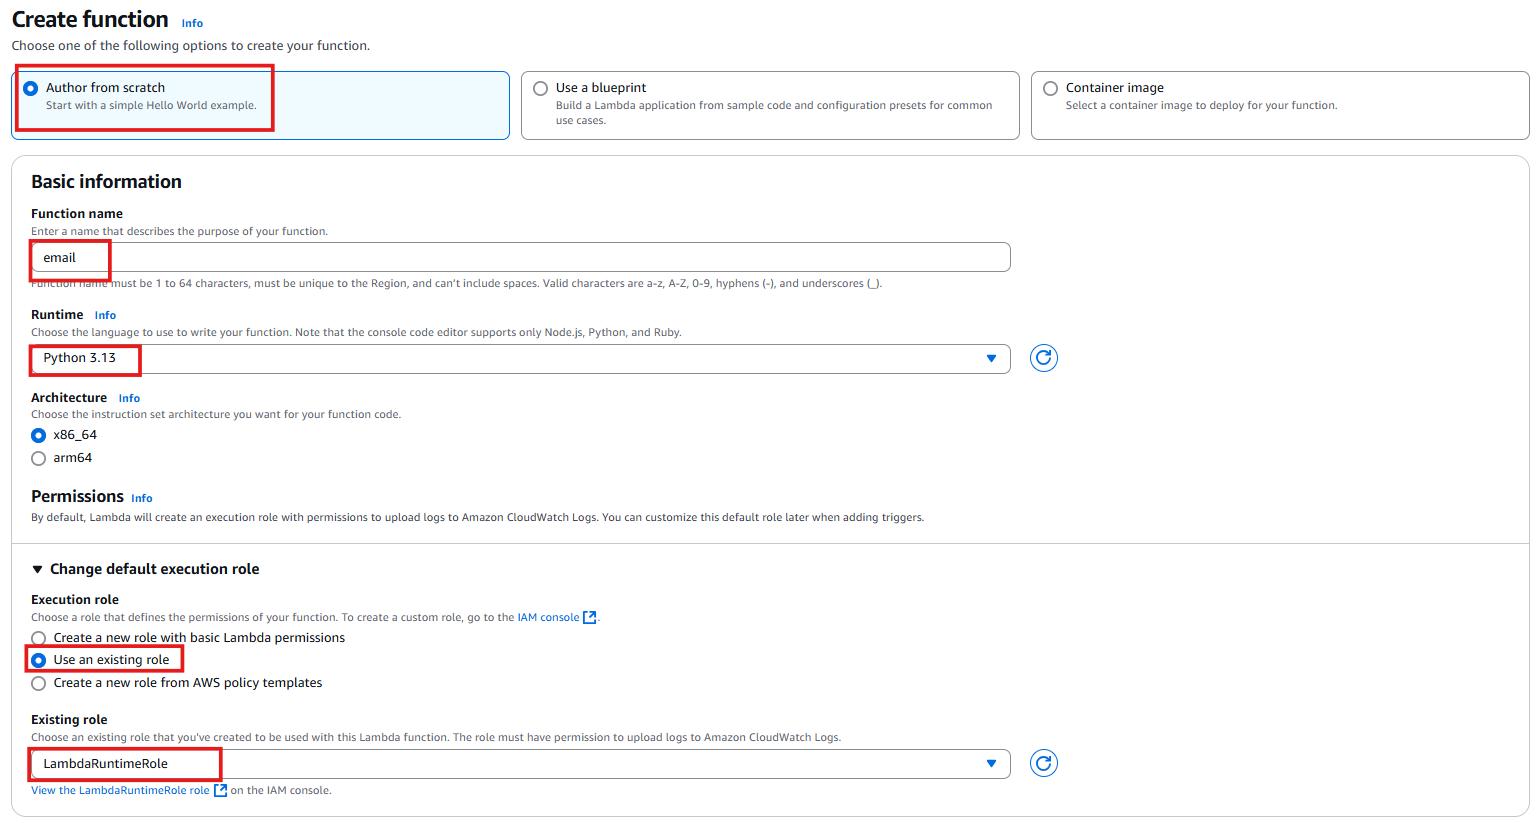 Create function Info
Choose one of the following options to create your function.
Author from scratch
Start with a simple Hello World example.
Use a blueprint
Build a Lambda application from sample code and configuration presets for common
use cases.
Container image
Select a container image to deploy for your function.
Basic information
Function name
Enter a name that describes the purpose of your function.
email
Function name must be 1 to 64 characters, must be unique to the Region, and can't include spaces. Valid characters are a-z, A-Z, 0-9, hyphens (-), and underscores (_).
Runtime Info
Choose the language to use to write your function. Note that the console code editor supports only Node.js, Python, and Ruby.
Python 3.13
Architecture Info
Choose the instruction set architecture you want for your function code.
x86_64
arm64
Permissions Info
By default, Lambda will create an execution role with permissions to upload logs to Amazon CloudWatch Logs. You can customize this default role later when adding triggers.
Change default execution role
Execution role
Choose a role that defines the permissions of your function. To create a custom role, go to the IAM console.
Create a new role with basic Lambda permissions
Use an existing role
Create a new role from AWS policy templates
Existing role
Choose an existing role that you've created to be used with this Lambda function. The role must have permission to upload logs to Amazon CloudWatch Logs.
LambdaRuntimeRole
View the LambdaRuntimeRole role on the IAM console.